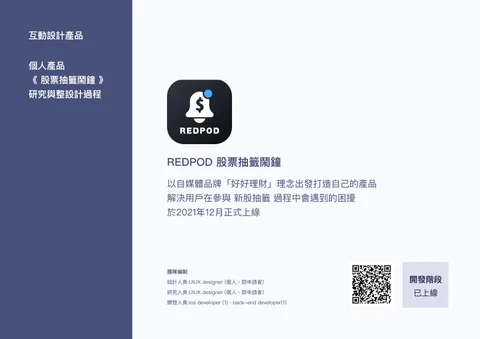 互動設計產品
個人產品
《 股票抽籤鬧鐘 》
研究與整設計過程
$
REDPOD
REDPOD 股票抽籤鬧鐘
以自媒體品牌「好好理財」理念出發打造自己的產品
解決用戶在參與 新股抽籤 過程中會遇到的困擾
於2021年12月正式上線
團隊編制
設計人員:UIUX designer (個人，即申請者)
研究人員:UIUX designer (個人，即申請者)
開發人員:ios developer (1)、back-end developer(1)
開發階段
已上線